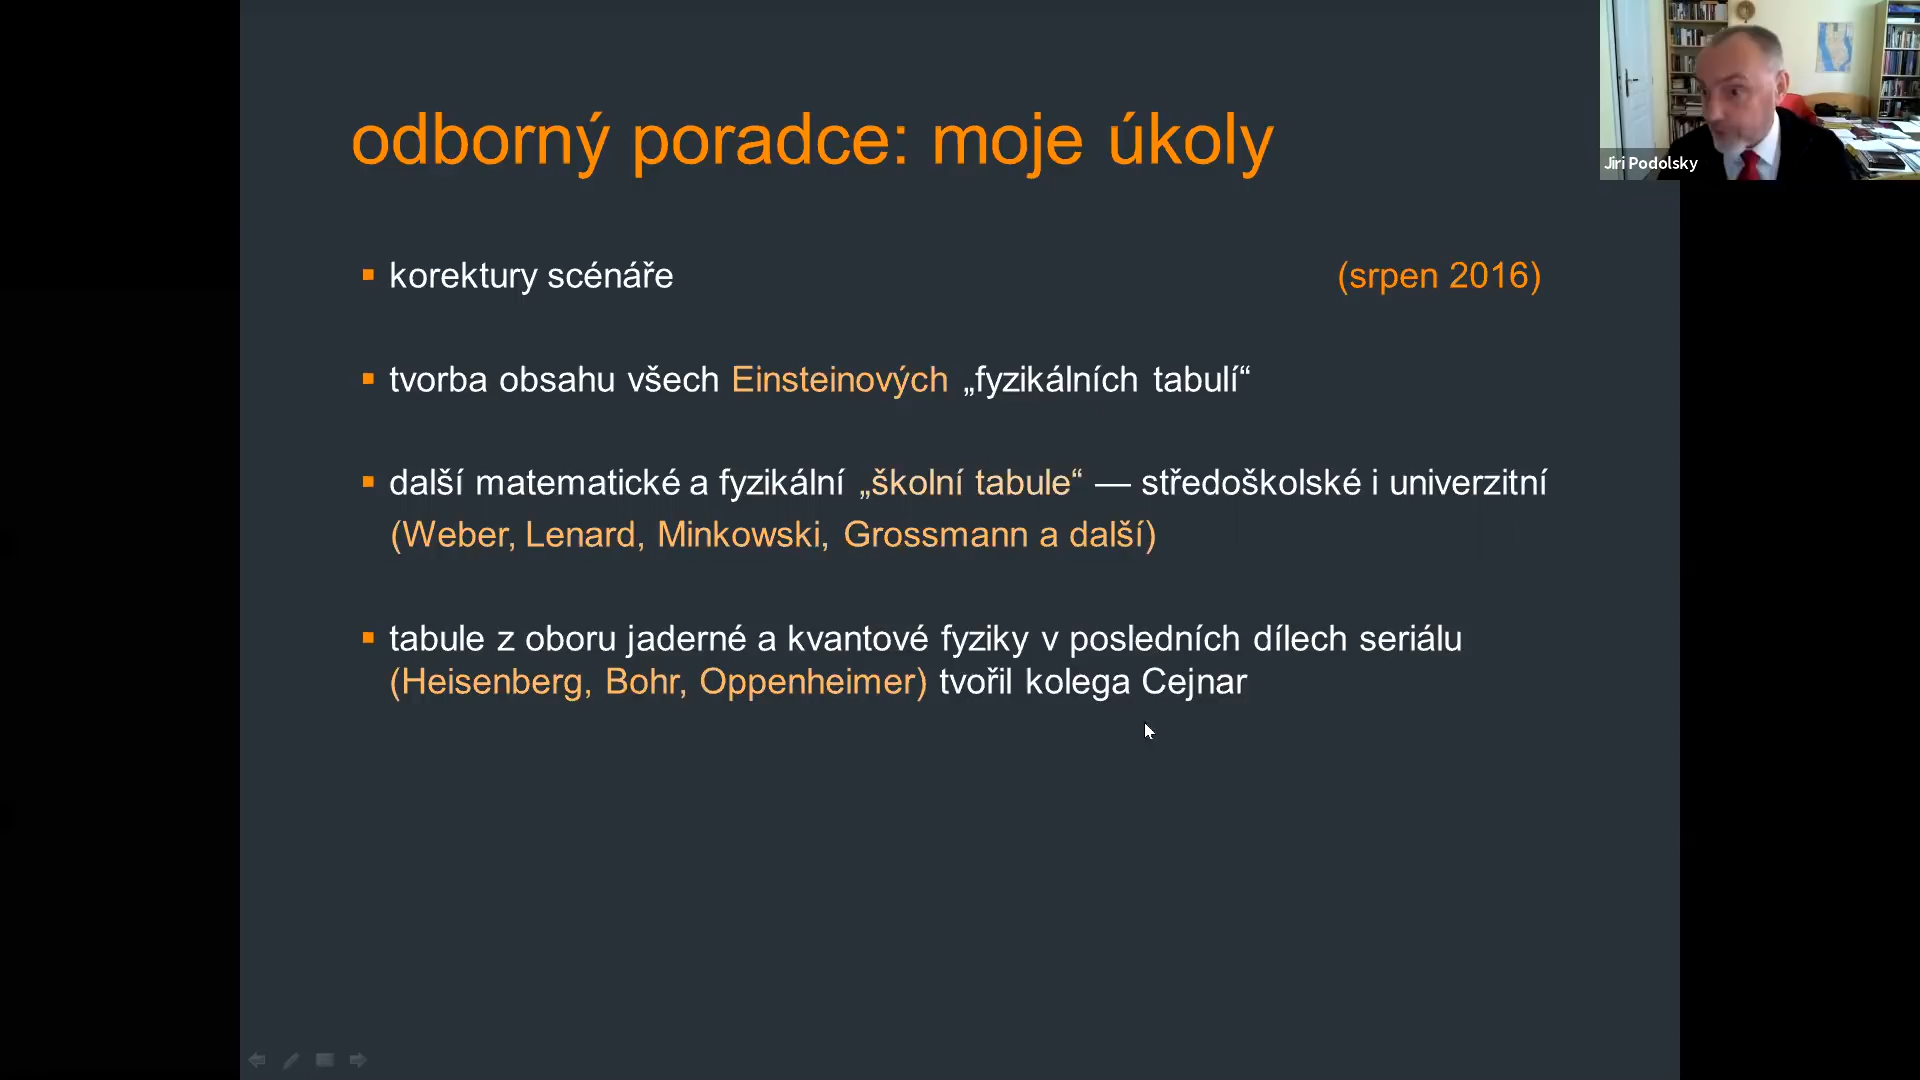 odborný poradce: moje úkoly
Jiri Podolsky
▪ korektury scénáře (srpen 2016)
▪ tvorba obsahu všech Einsteinových „fyzikálních tabulí“
▪ další matematické a fyzikální „školní tabule“ — středoškolské i univerzitní
(Weber, Lenard, Minkowski, Grossmann a další)
▪ tabule z oboru jaderné a kvantové fyziky v posledních dílech seriálu
(Heisenberg, Bohr, Oppenheimer) tvořil kolega Cejnar